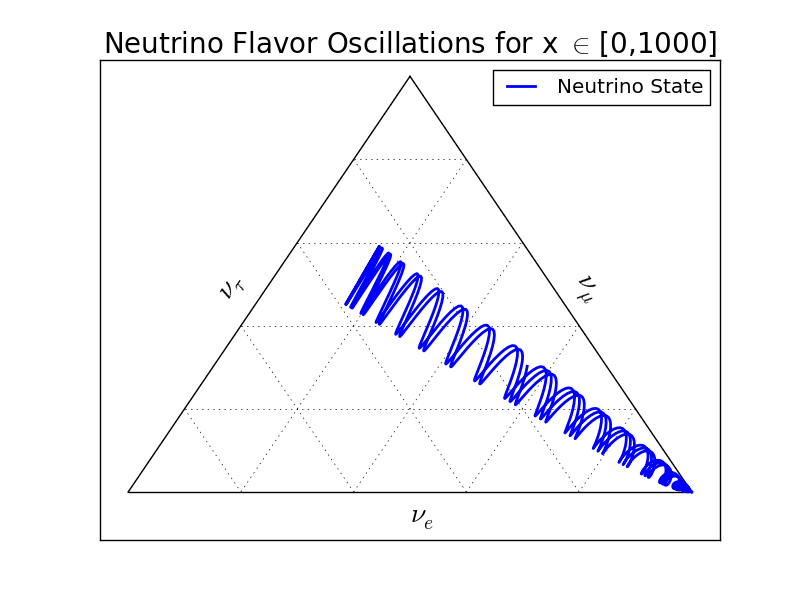 Neutrino Flavor Oscillations for x ∈ [0,1000]
Neutrino State
ν_τ
ν_μ
ν_e